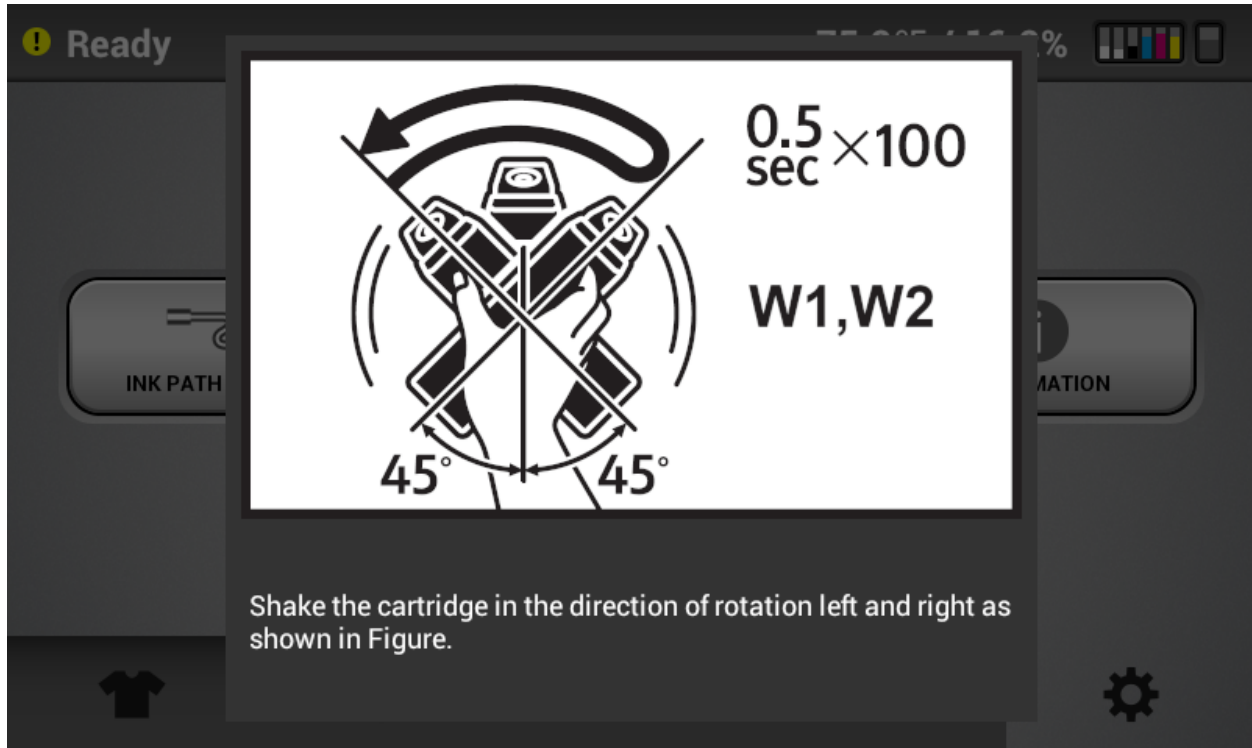 Ready
%
0.5
sec ×100
W1,W2
INK PATH
MATION
45° 45°
Shake the cartridge in the direction of rotation left and right as
shown in Figure.